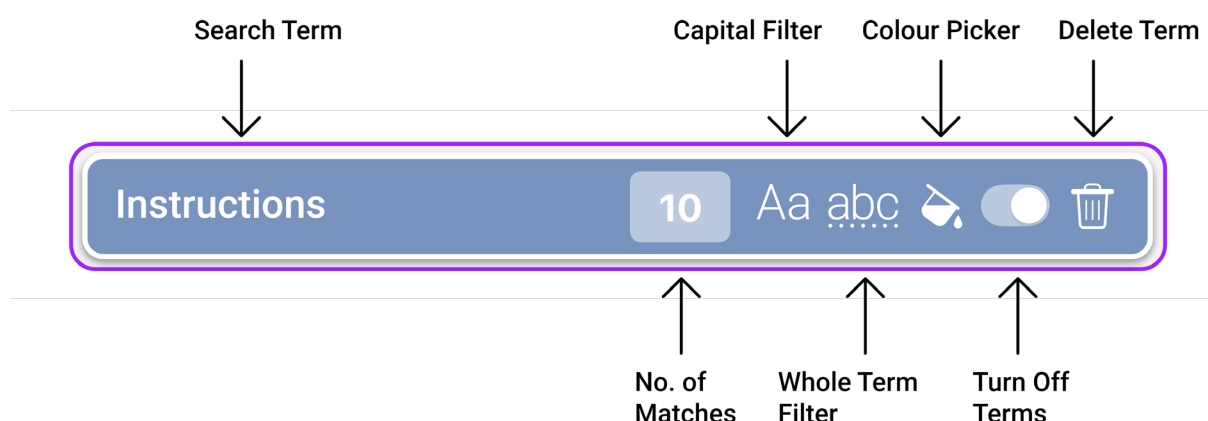 Search Term
Capital Filter
Colour Picker
Delete Term
Instructions
10
Aa
abc
No. of
Matches
Whole Term
Filter
Turn Off
Terms